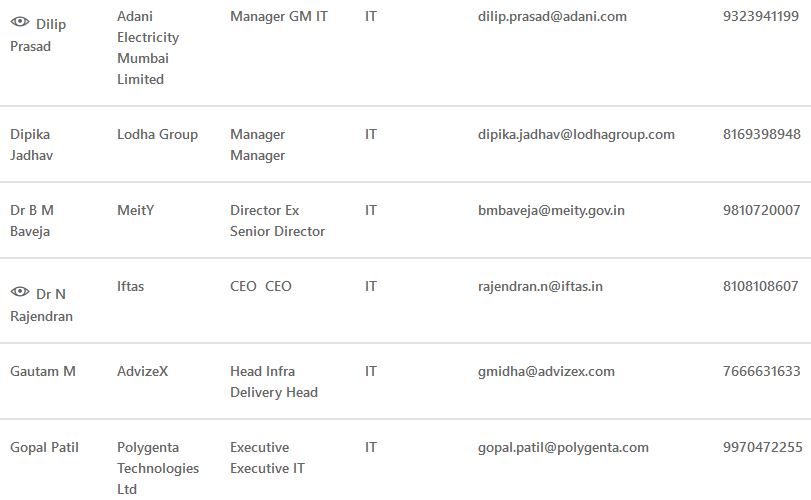 Dilip Adani Manager GM IT IT dilip.prasad@adani.com 9323941199
Prasad Electricity
Mumbai
Limited
Dipika Lodha Group Manager IT dipika.jadhav@lodhagroup.com 8169398948
Jadhav Manager
Dr B M MeitY Director Ex IT bmbaveja@meity.gov.in 9810720007
Baveja Senior Director
Dr N Iftas CEO CEO IT rajendran.n@iftas.in 8108108607
Rajendran
Gautam M AdvizeX Head Infra IT gmidha@advizex.com 7666631633
Delivery Head
Gopal Patil Polygenta Executive IT gopal.patil@polygenta.com 9970472255
Technologies Executive IT
Ltd